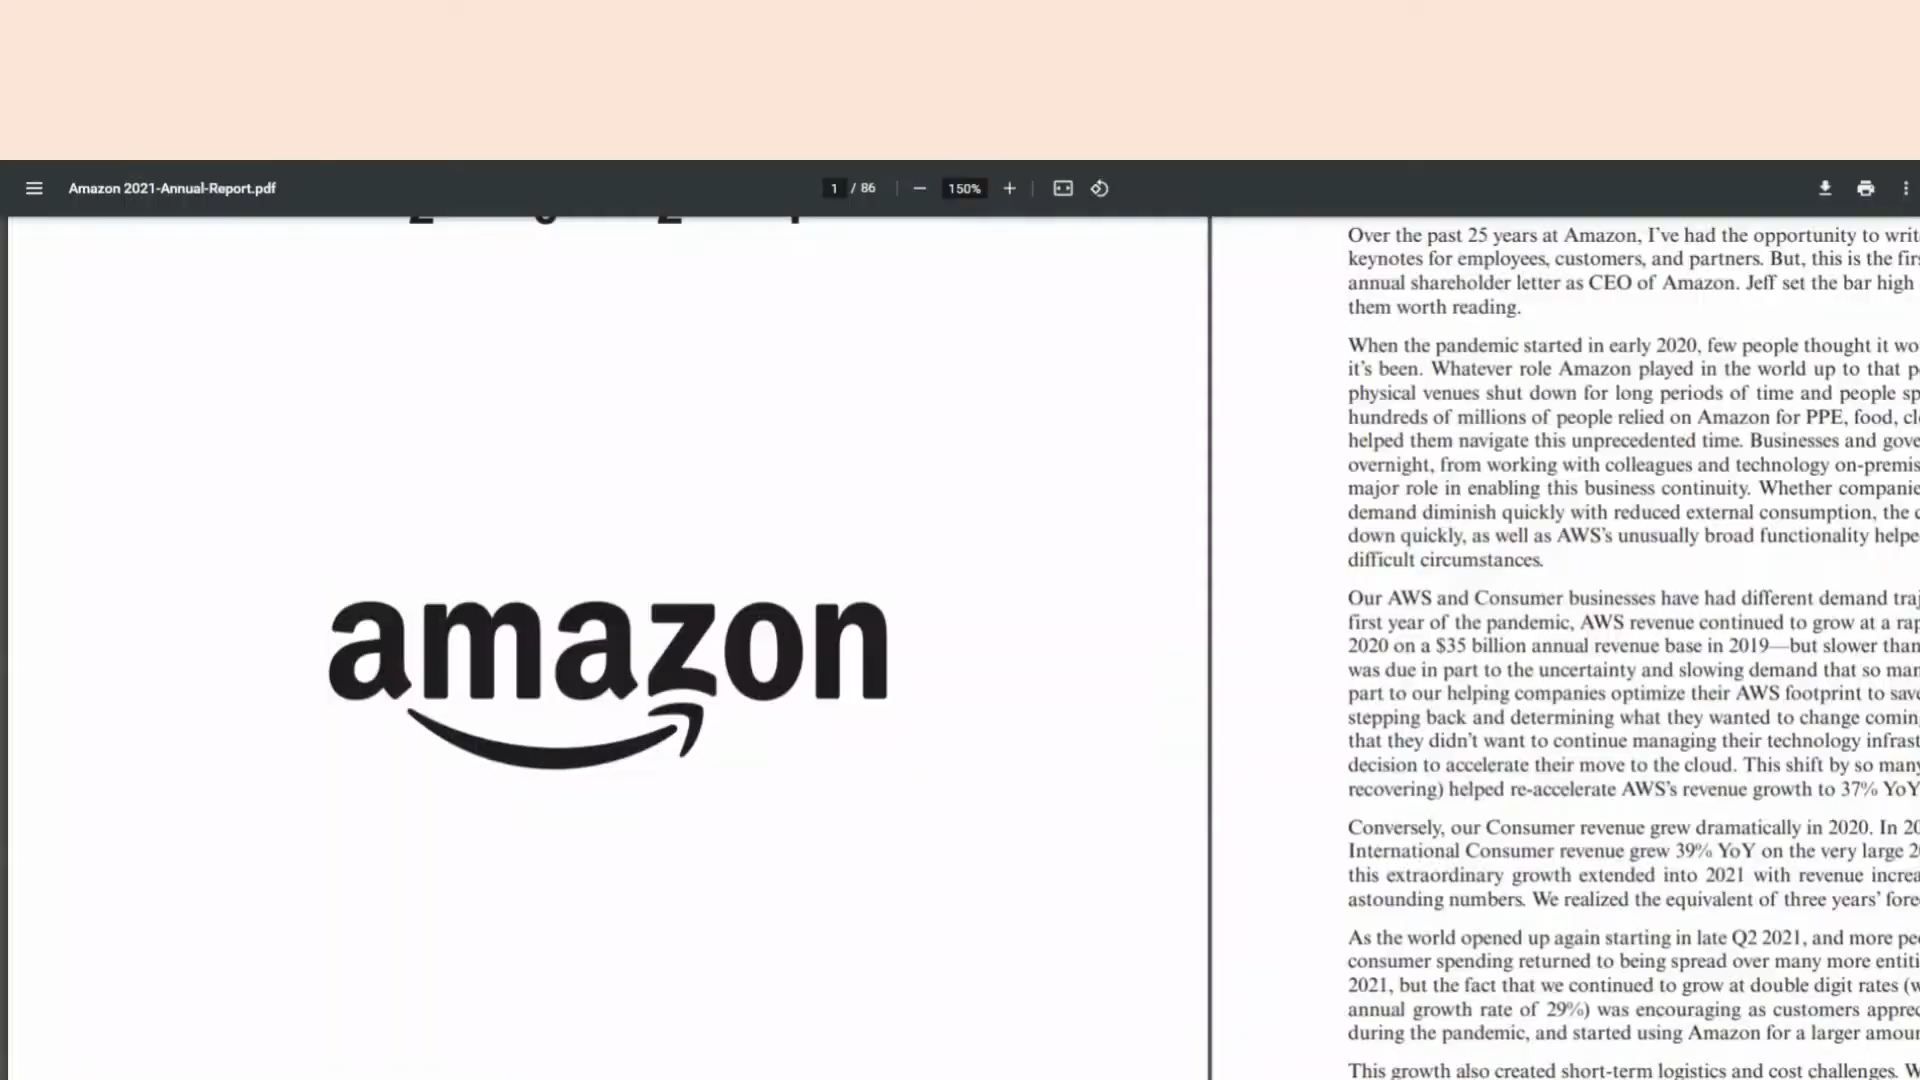 Amazon 2021-Annual-Report.pdf
1 / 86
150%
amazon
Over the past 25 years at Amazon, I've had the opportunity to
keynotes for employees, customers, and partners. But, this is the
annual shareholder letter as CEO of Amazon. Jeff set the bar high
them worth reading.
When the pandemic started in early 2020, few people thought it
it's been. Whatever role Amazon played in the world up to that
physical venues shut down for long periods of time and people
hundreds of millions of people relied on Amazon for PPE, food,
helped them navigate this unprecedented time. Businesses and
overnight, from working with colleagues and technology
major role in enabling this business continuity. Whether
demand diminish quickly with reduced external consumption, the
down quickly, as well as AWS's unusually broad functionality
difficult circumstances.
Our AWS and Consumer businesses have had different demand
first year of the pandemic, AWS revenue continued to grow at a
2020 on a $35 billion annual revenue base in 2019—but slower than
was due in part to the uncertainty and slowing demand that so
part to our helping companies optimize their AWS footprint to
stepping back and determining what they wanted to change
that they didn't want to continue managing their technology
decision to accelerate their move to the cloud. This shift by so many
recovering) helped re-accelerate AWS's revenue growth to 37% YoY
Conversely, our Consumer revenue grew dramatically in 2020. In
International Consumer revenue grew 39% YoY on the very large
this extraordinary growth extended into 2021 with revenue
astounding numbers. We realized the equivalent of three years'
As the world opened up again starting in late Q2 2021, and more
consumer spending returned to being spread over many more
2021, but the fact that we continued to grow at double digit rates
annual growth rate of 29%) was encouraging as customers
during the pandemic, and started using Amazon for a larger
This growth also created short-term logistics and cost challenges.